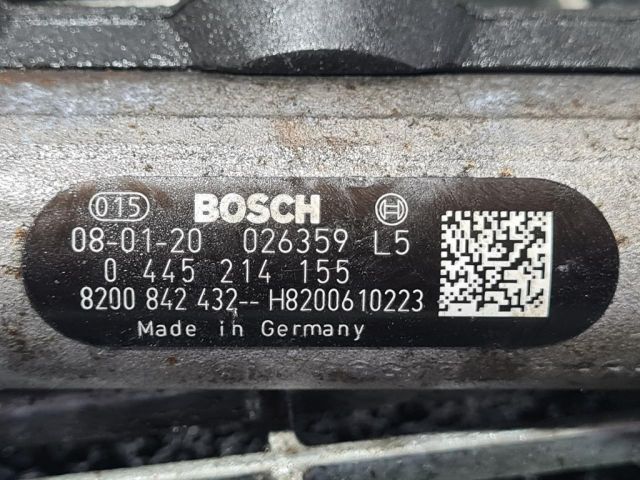 015 BOSCH H
08-01-20 026359 L5
0 445 214 155
8200 842 432-- H8200610223
Made in Germany